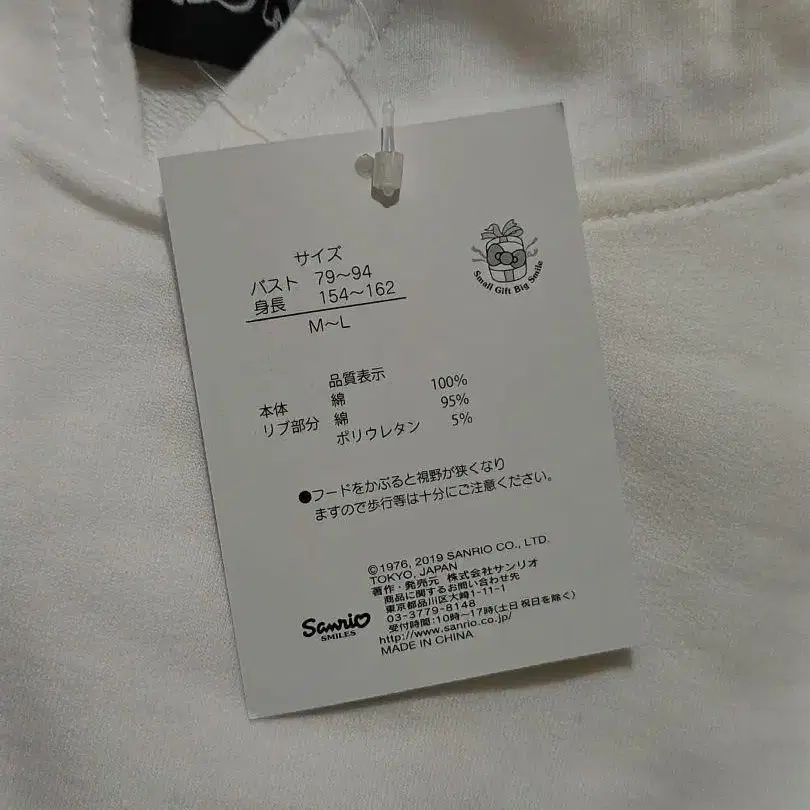 サイズ
バスト 79〜94
身長 154〜162
M〜L
Small Gift Big Smile
品質表示
本体 綿 100%
リブ部分 綿 95%
ポリウレタン 5%
●フードをかぶると視野が狭くなり
ますので歩行等は十分にご注意ください。
©1976, 2019 SANRIO CO., LTD.
TOKYO, JAPAN
著作・発売元 株式会社サンリオ
商品に関するお問い合わせ先
東京都品川区大崎1-11-1
03-3779-8148
受付時間:10時〜17時(土日祝日を除く)
http://www.sanrio.co.jp/
MADE IN CHINA
Sanrio
SMILES